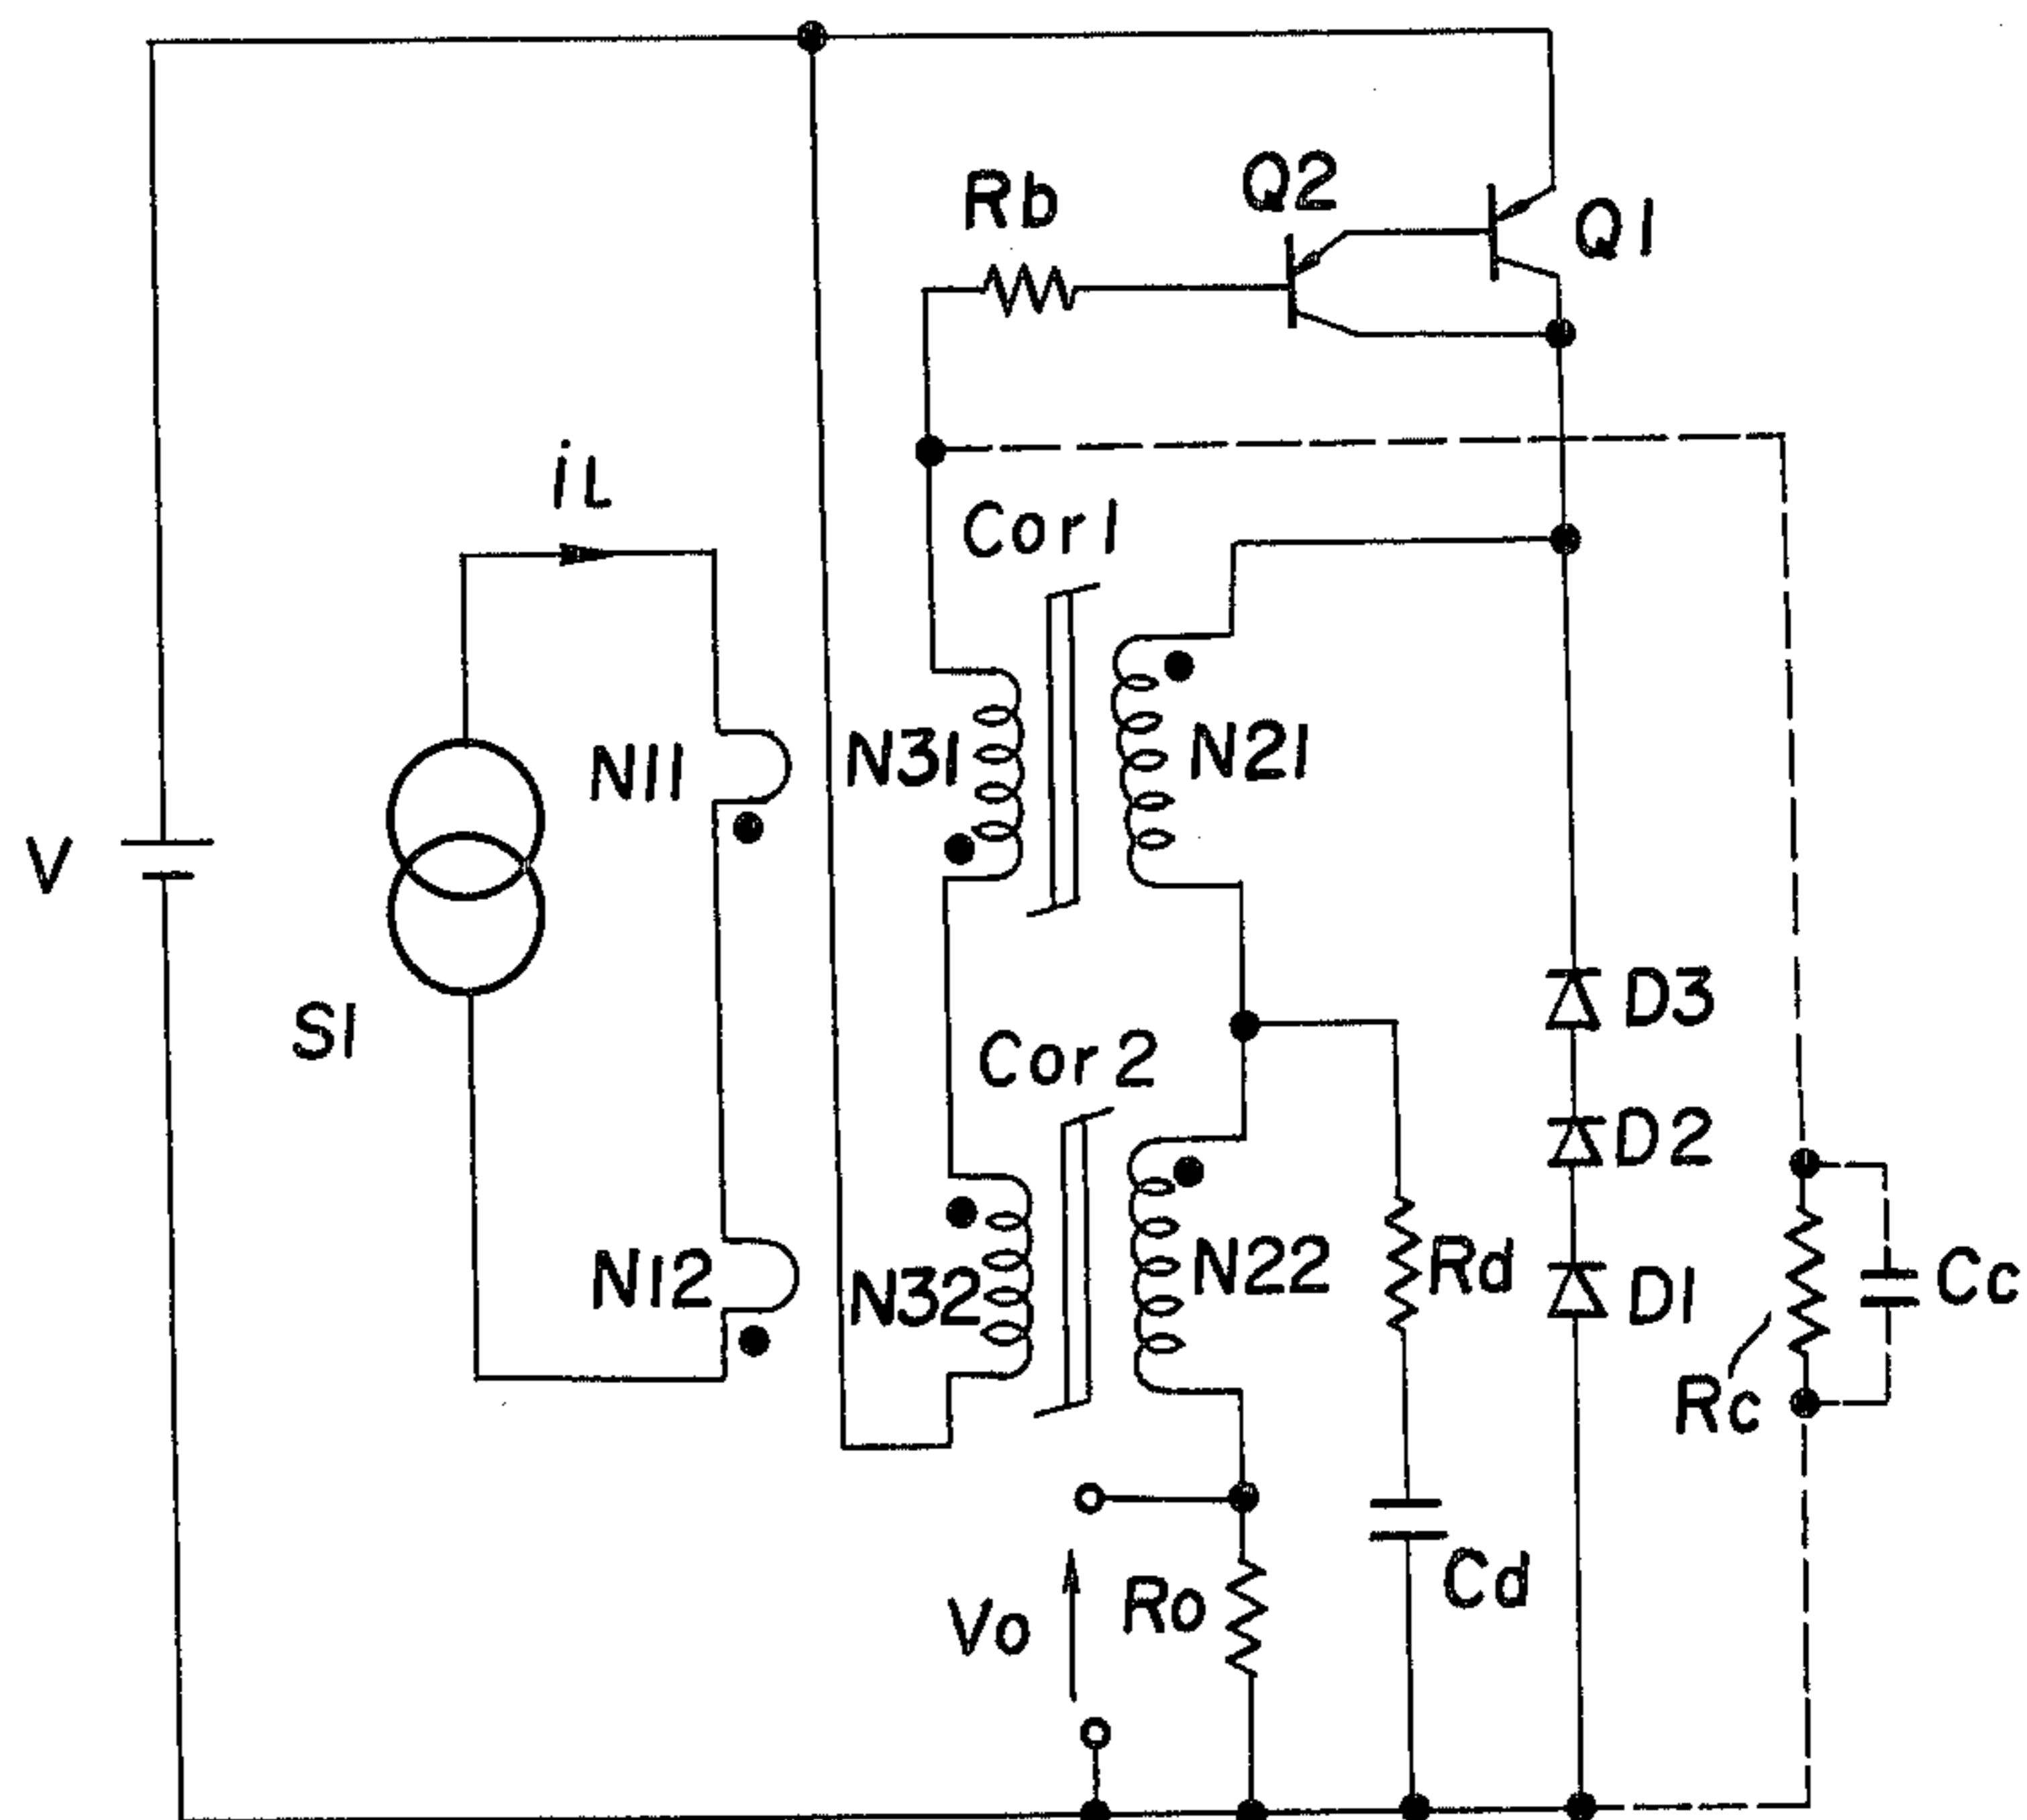 Q2
Rb
Q1
iL
Cor1
N11
N31
N21
V
D3
S1
Cor2
D2
N12
N32
N22
Rd
D1
Cc
Rc
Vo
Ro
Cd